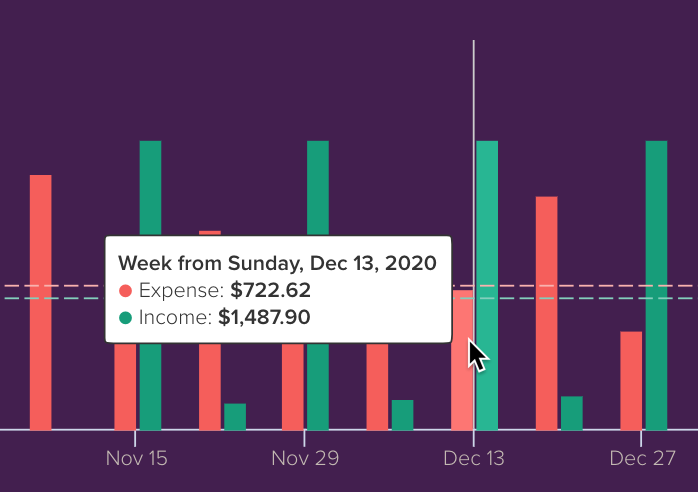 Week from Sunday, Dec 13, 2020
Expense: $722.62
Income: $1,487.90
Nov 15 Nov 29 Dec 13 Dec 27